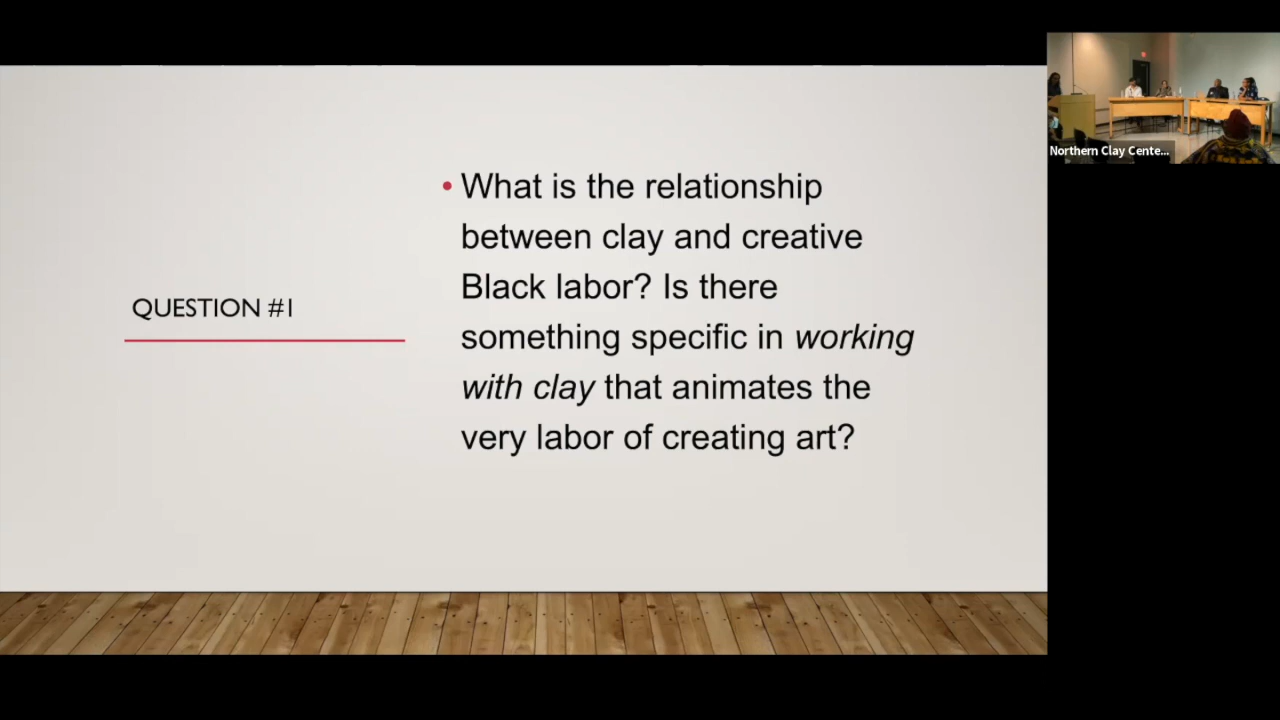 QUESTION #1
• What is the relationship
between clay and creative
Black labor? Is there
something specific in working
with clay that animates the
very labor of creating art?
Northern Clay Cente...